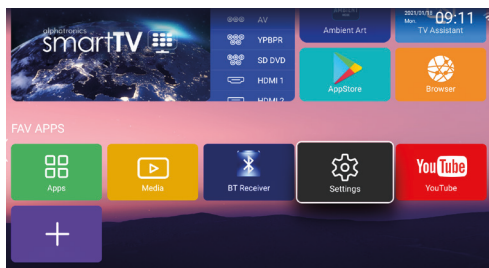 alphatronics
smartTV
AV
YPBPR
SD DVD
HDMI 1
HDMI 2
Ambient Art
2021/01/
Mon.
09:11
TV Assistant
AppStore
Browser
FAV APPS
Apps
Media
BT Receiver
Settings
YouTube
YouTube